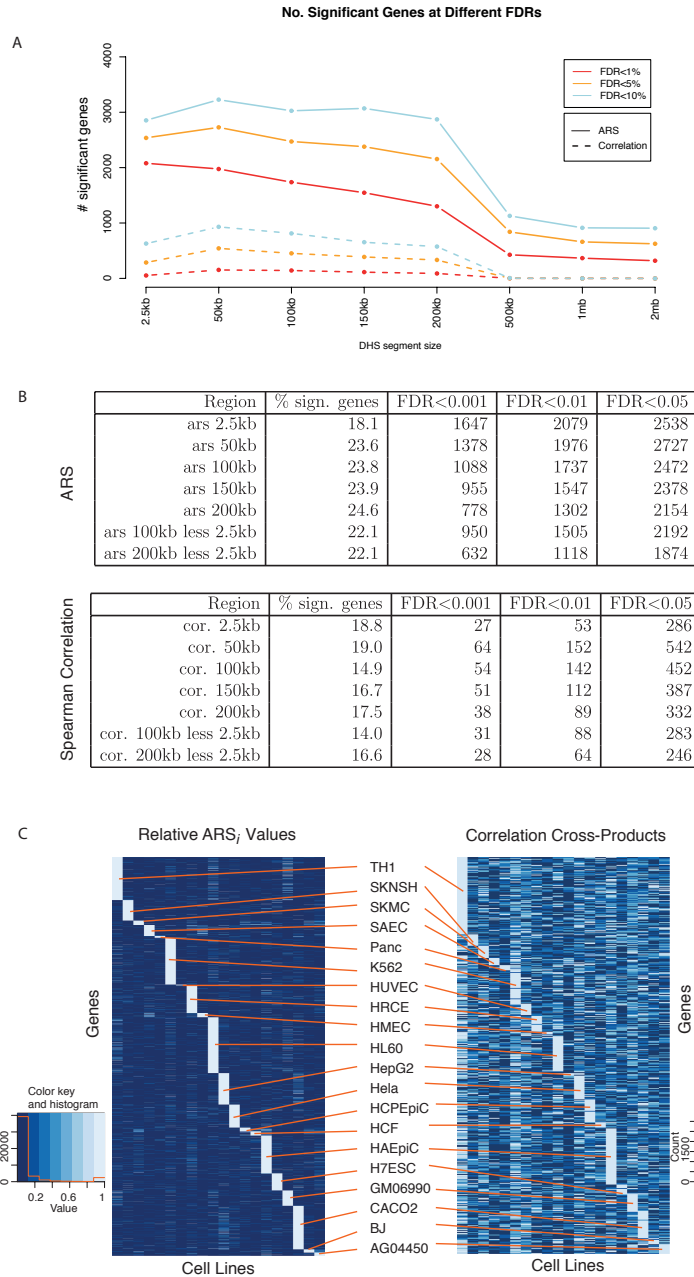 No. Significant Genes at Different FDRs
A
# significant genes
4000
3000
2000
1000
0
FDR<1%
FDR<5%
FDR<10%
ARS
Correlation
2.5kb
50kb
100kb
150kb
200kb
500kb
1mb
2mb
DHS segment size
B
ARS
Region % sign. genes FDR<0.001 FDR<0.01 FDR<0.05
ars 2.5kb 18.1 1647 2079 2538
ars 50kb 23.6 1378 1976 2727
ars 100kb 23.8 1088 1737 2472
ars 150kb 23.9 955 1547 2378
ars 200kb 24.6 778 1302 2154
ars 100kb less 2.5kb 22.1 950 1505 2192
ars 200kb less 2.5kb 22.1 632 1118 1874
Spearman Correlation
Region % sign. genes FDR<0.001 FDR<0.01 FDR<0.05
cor. 2.5kb 18.8 27 53 286
cor. 50kb 19.0 64 152 542
cor. 100kb 14.9 54 142 452
cor. 150kb 16.7 51 112 387
cor. 200kb 17.5 38 89 332
cor. 100kb less 2.5kb 14.0 31 88 283
cor. 200kb less 2.5kb 16.6 28 64 246
C
Relative ARSi Values
Correlation Cross-Products
Genes
TH1
SKNSH
SKMC
SAEC
Panc
K562
HUVEC
HRCE
HMEC
HL60
HepG2
Hela
HCPEpiC
HCF
HAEpiC
H7ESC
GM06990
CACO2
BJ
AG04450
Genes
Color key
and histogram
20000
0
0.2 0.6 1
Value
Count
1500
0
Cell Lines
Cell Lines